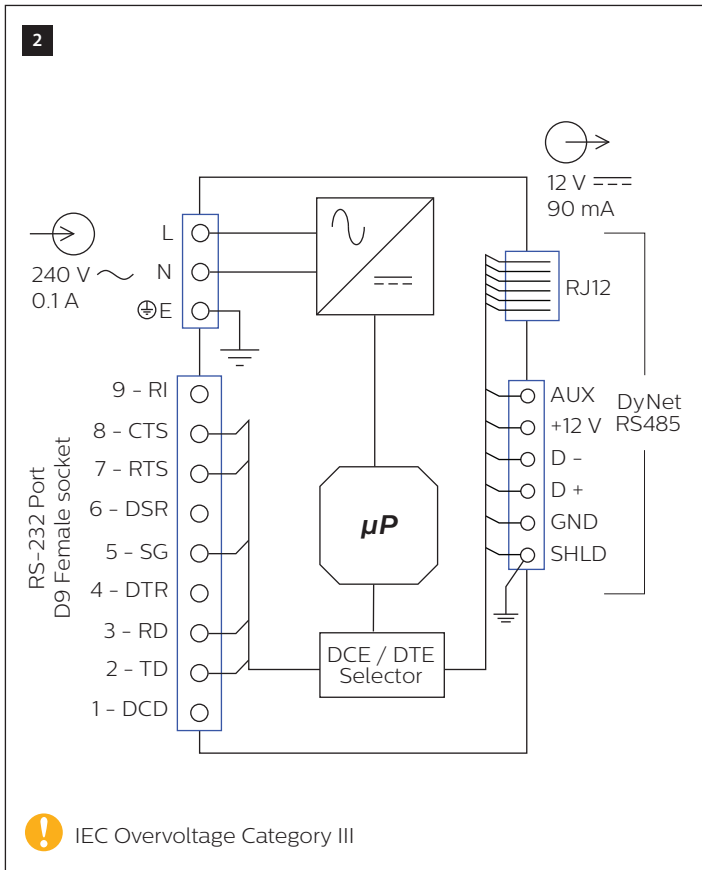 2
12 V ⎓
90 mA
240 V ∼
0.1 A
L
N
E
RJ12
9 - RI
8 - CTS
7 - RTS
6 - DSR
5 - SG
4 - DTR
3 - RD
2 - TD
1 - DCD
RS-232 Port
D9 Female socket
µP
DCE / DTE
Selector
AUX
+12 V
D -
D +
GND
SHLD
DyNet
RS485
! IEC Overvoltage Category III